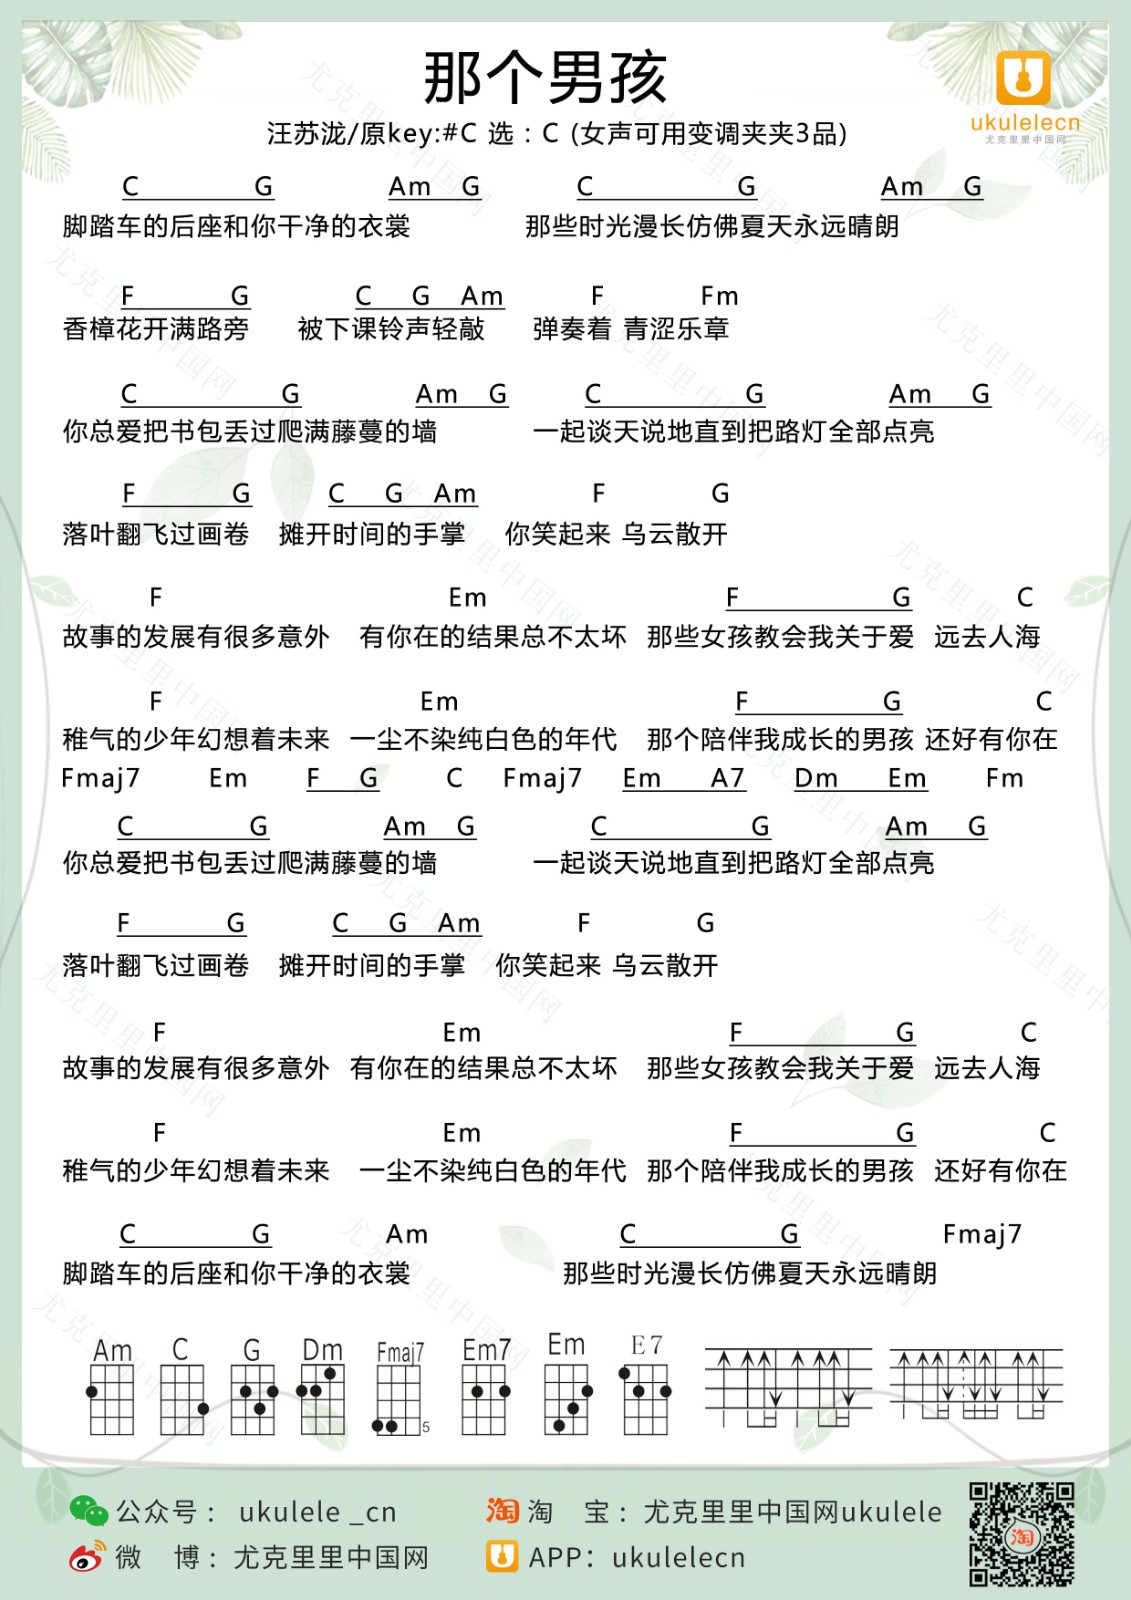 那个男孩
ukulelecn
尤克里里中国网
汪苏泷/原key:#C 选：C (女声可用变调夹夹3品)
C G Am G C G Am G
脚踏车的后座和你干净的衣裳 那些时光漫长仿佛夏天永远晴朗
F G C G Am F Fm
香樟花开满路旁 被下课铃声轻敲 弹奏着 青涩乐章
C G Am G C G Am G
你总爱把书包丢过爬满藤蔓的墙 一起谈天说地直到把路灯全部点亮
F G C G Am F G
落叶翻飞过画卷 摊开时间的手掌 你笑起来 乌云散开
F Em F G C
故事的发展有很多意外 有你在的结果总不太坏 那些女孩教会我关于爱 远去人海
F Em F G C
稚气的少年幻想着未来 一尘不染纯白色的年代 那个陪伴我成长的男孩 还好有你在
Fmaj7 Em F G C Fmaj7 Em A7 Dm Em Fm
C G Am G C G Am G
你总爱把书包丢过爬满藤蔓的墙 一起谈天说地直到把路灯全部点亮
F G C G Am F G
落叶翻飞过画卷 摊开时间的手掌 你笑起来 乌云散开
F Em F G C
故事的发展有很多意外 有你在的结果总不太坏 那些女孩教会我关于爱 远去人海
F Em F G C
稚气的少年幻想着未来 一尘不染纯白色的年代 那个陪伴我成长的男孩 还好有你在
C G Am C G Fmaj7
脚踏车的后座和你干净的衣裳 那些时光漫长仿佛夏天永远晴朗
Am C G Dm Fmaj7 Em7 Em E7
5
公众号： ukulele _cn 淘 淘 宝：尤克里里中国网ukulele
微 博：尤克里里中国网 APP：ukulelecn
淘